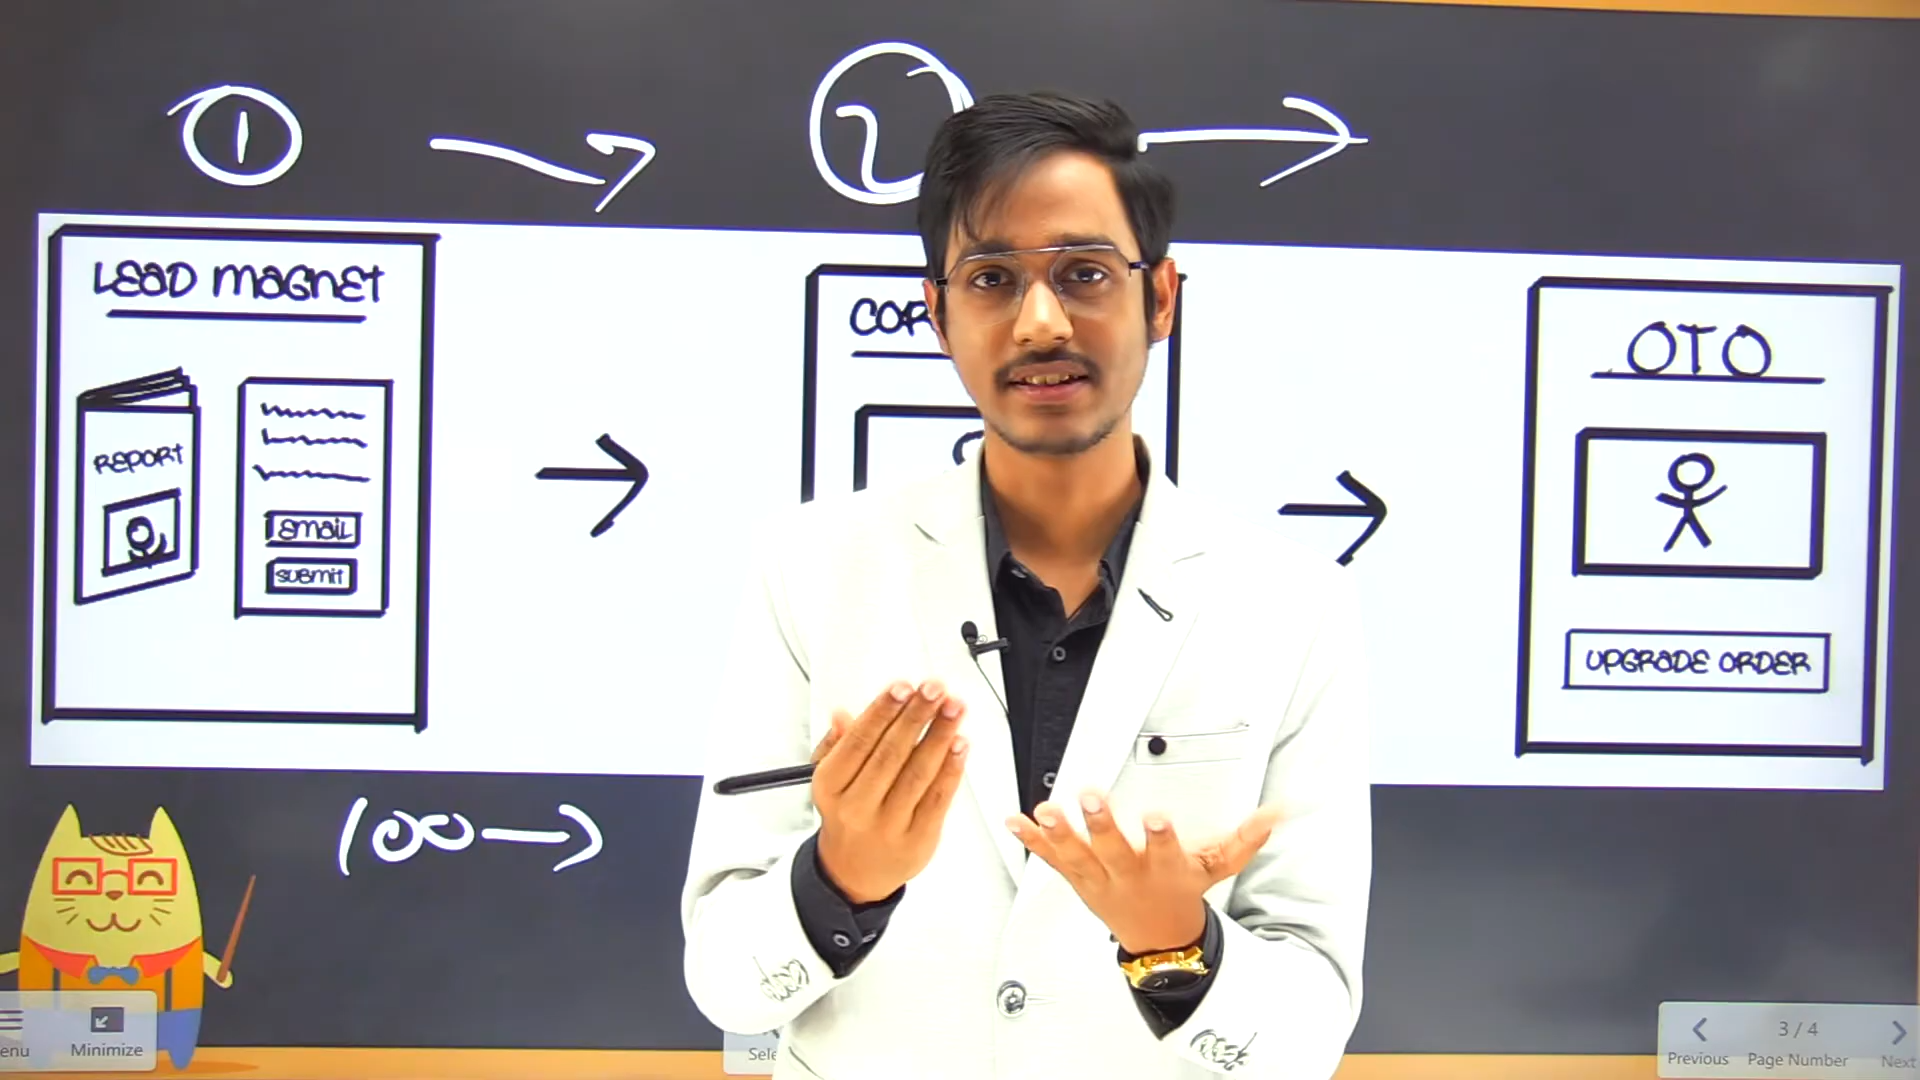 1
2
LEAD MAGNET
REPORT
EMAIL
SUBMIT
OTO
UPGRADE ORDER
100
Minimize
3 / 4
Previous
Page Number
Next